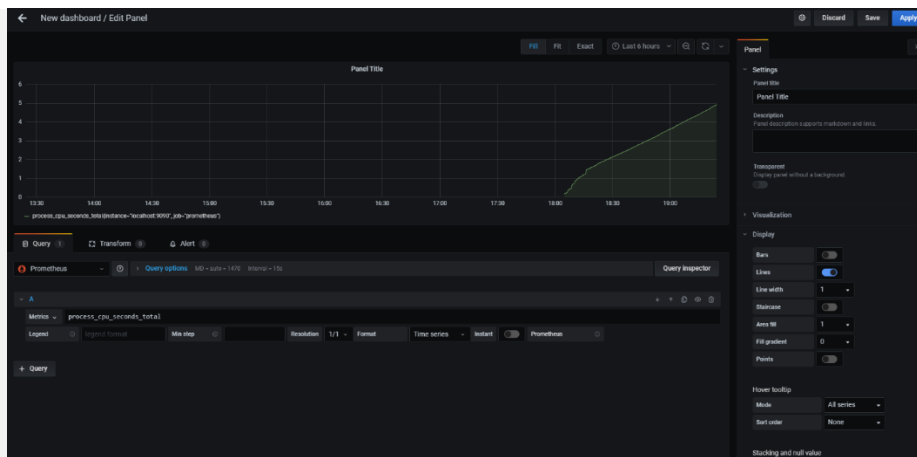 New dashboard / Edit Panel
Discard Save Apply
Fill Fit Exact Last 6 hours
Panel Title
6
5
4
3
2
1
0
13:30 14:00 14:30 15:00 15:30 16:00 16:30 17:00 17:30 18:00 18:30 19:00
process_cpu_seconds_total{instance="localhost:9090", job="prometheus"}
Query 1 Transform 0 Alert 0
Prometheus Query options MD = auto = 1470 Interval = 15s Query inspector
A
Metrics process_cpu_seconds_total
Legend legend format Min step Resolution 1/1 Format Time series Instant Prometheus
+ Query
Panel
Settings
Panel title
Panel Title
Description
Panel description supports markdown and links.
Transparent
Display panel without a background.
Visualization
Display
Bars
Lines
Line width 1
Staircase
Area fill 1
Fill gradient 0
Points
Hover tooltip
Mode All series
Sort order None
Stacking and null value